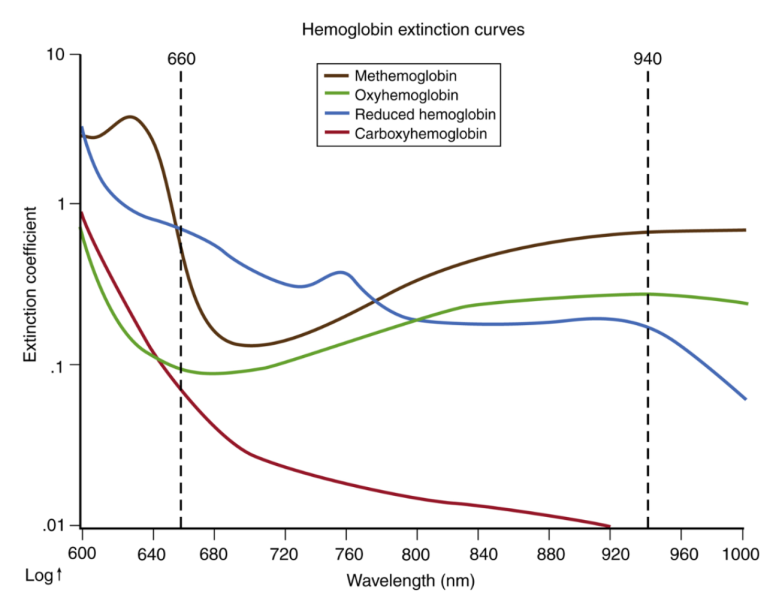 Hemoglobin extinction curves
10
660
940
Methemoglobin
Oxyhemoglobin
Reduced hemoglobin
Carboxyhemoglobin
1
Extinction coefficient
.1
.01
600 640 680 720 760 800 840 880 920 960 1000
Log↑
Wavelength (nm)